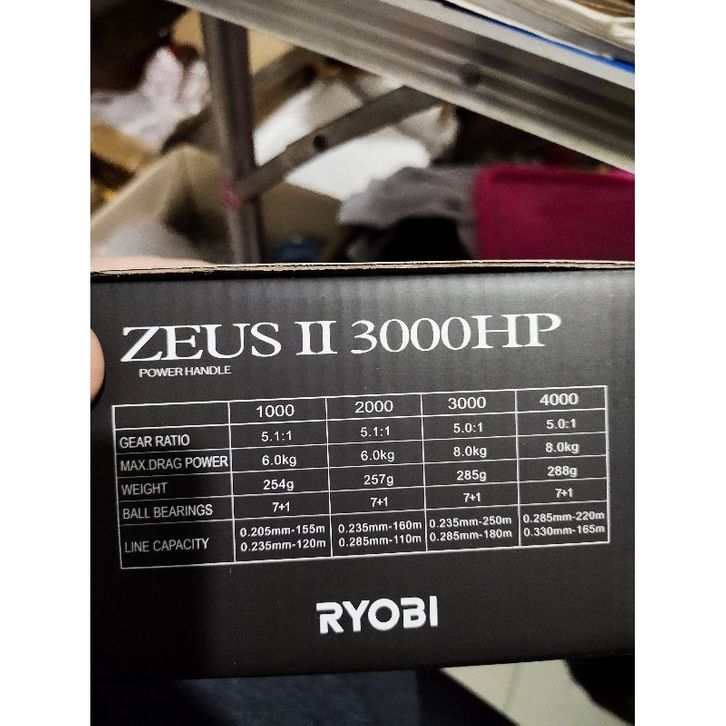 ZEUS II 3000HP
POWER HANDLE
1000 2000 3000 4000
GEAR RATIO 5.1:1 5.1:1 5.0:1 5.0:1
MAX.DRAG POWER 6.0kg 6.0kg 8.0kg 8.0kg
WEIGHT 254g 257g 285g 288g
BALL BEARINGS 7+1 7+1 7+1 7+1
LINE CAPACITY 0.205mm-155m 0.235mm-160m 0.235mm-250m 0.285mm-220m
0.235mm-120m 0.285mm-110m 0.285mm-180m 0.330mm-165m
RYOBI